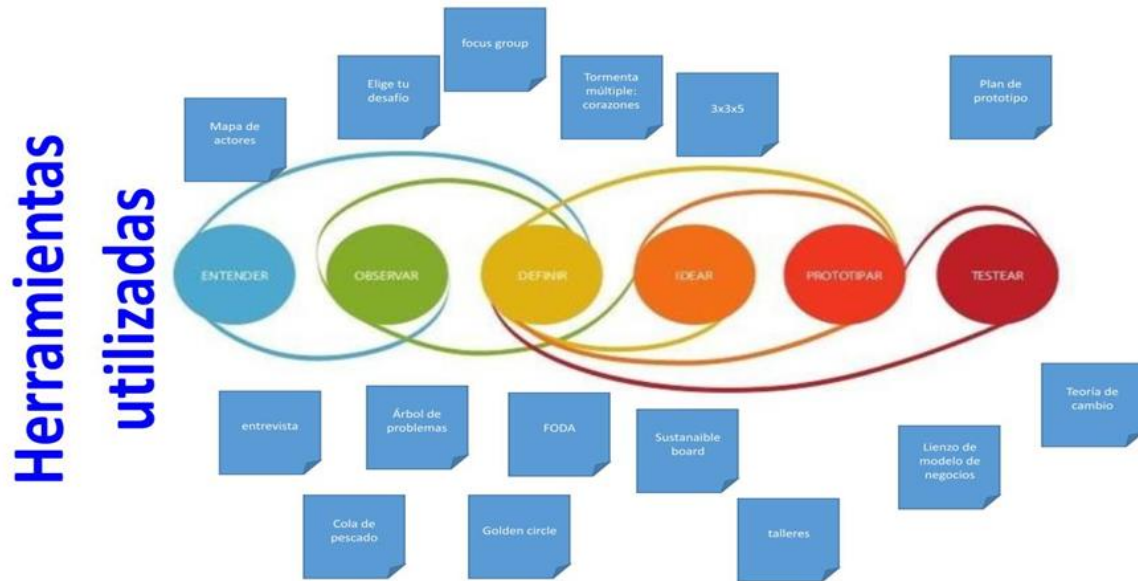 Herramientas
utilizadas
focus group
Elige tu
desafío
Tormenta
múltiple:
corazones
3x3x5
Plan de
prototipo
Mapa de
actores
ENTENDER
OBSERVAR
DEFINIR
IDEAR
PROTOTIPAR
TESTEAR
entrevista
Árbol de
problemas
FODA
Sustanaible
board
Lienzo de
modelo de
negocios
Teoría de
cambio
Cola de
pescado
Golden circle
talleres